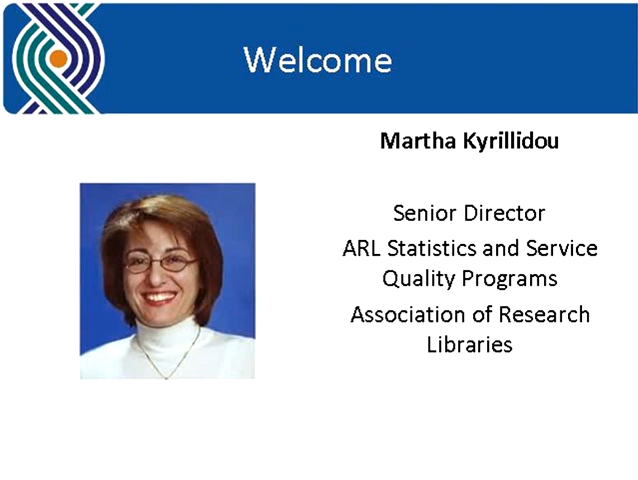 Welcome
Martha Kyrillidou
Senior Director
ARL Statistics and Service
Quality Programs
Association of Research
Libraries